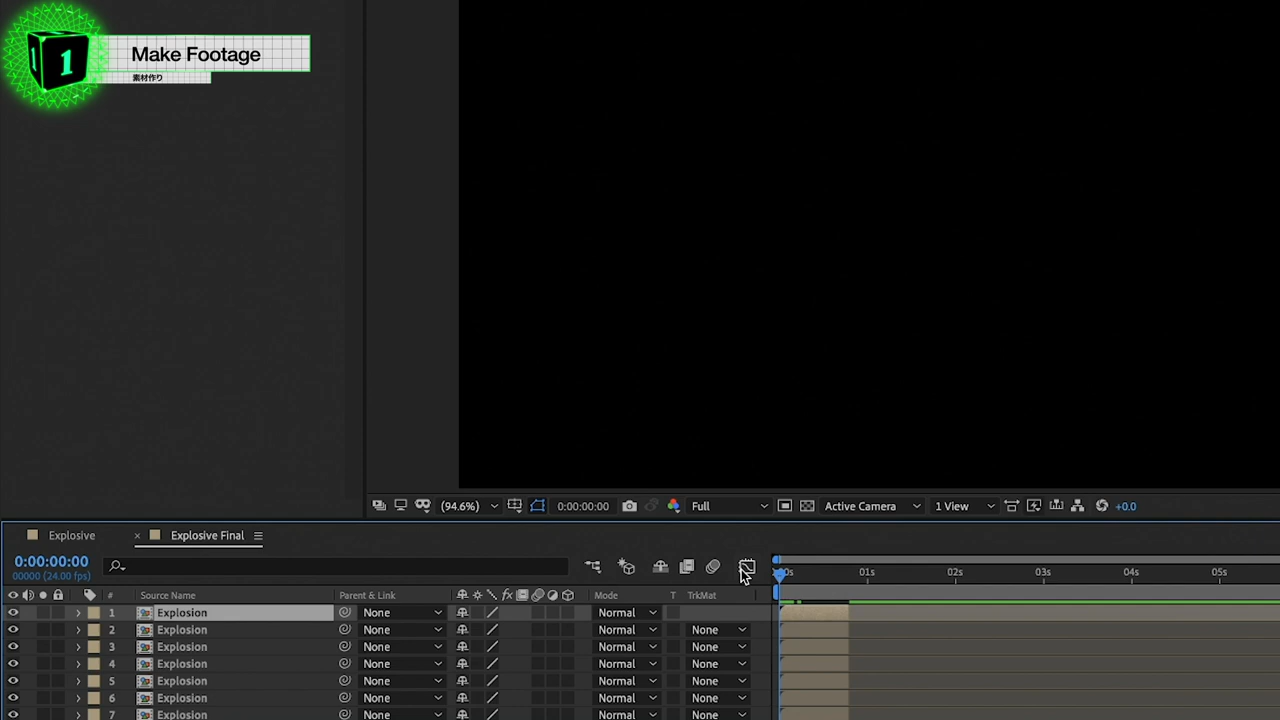 1
Make Footage
素材作り
(94.6%)
0:00:00:00
Full
Active Camera
1 View
+0.0
Explosive
× Explosive Final
0:00:00:00
00000 (24.00 fps)
00s 01s 02s 03s 04s 05s
# Source Name Parent & Link fx Mode T TrkMat
1 Explosion None Normal
2 Explosion None Normal None
3 Explosion None Normal None
4 Explosion None Normal None
5 Explosion None Normal None
6 Explosion None Normal None
7 Explosion None Normal None